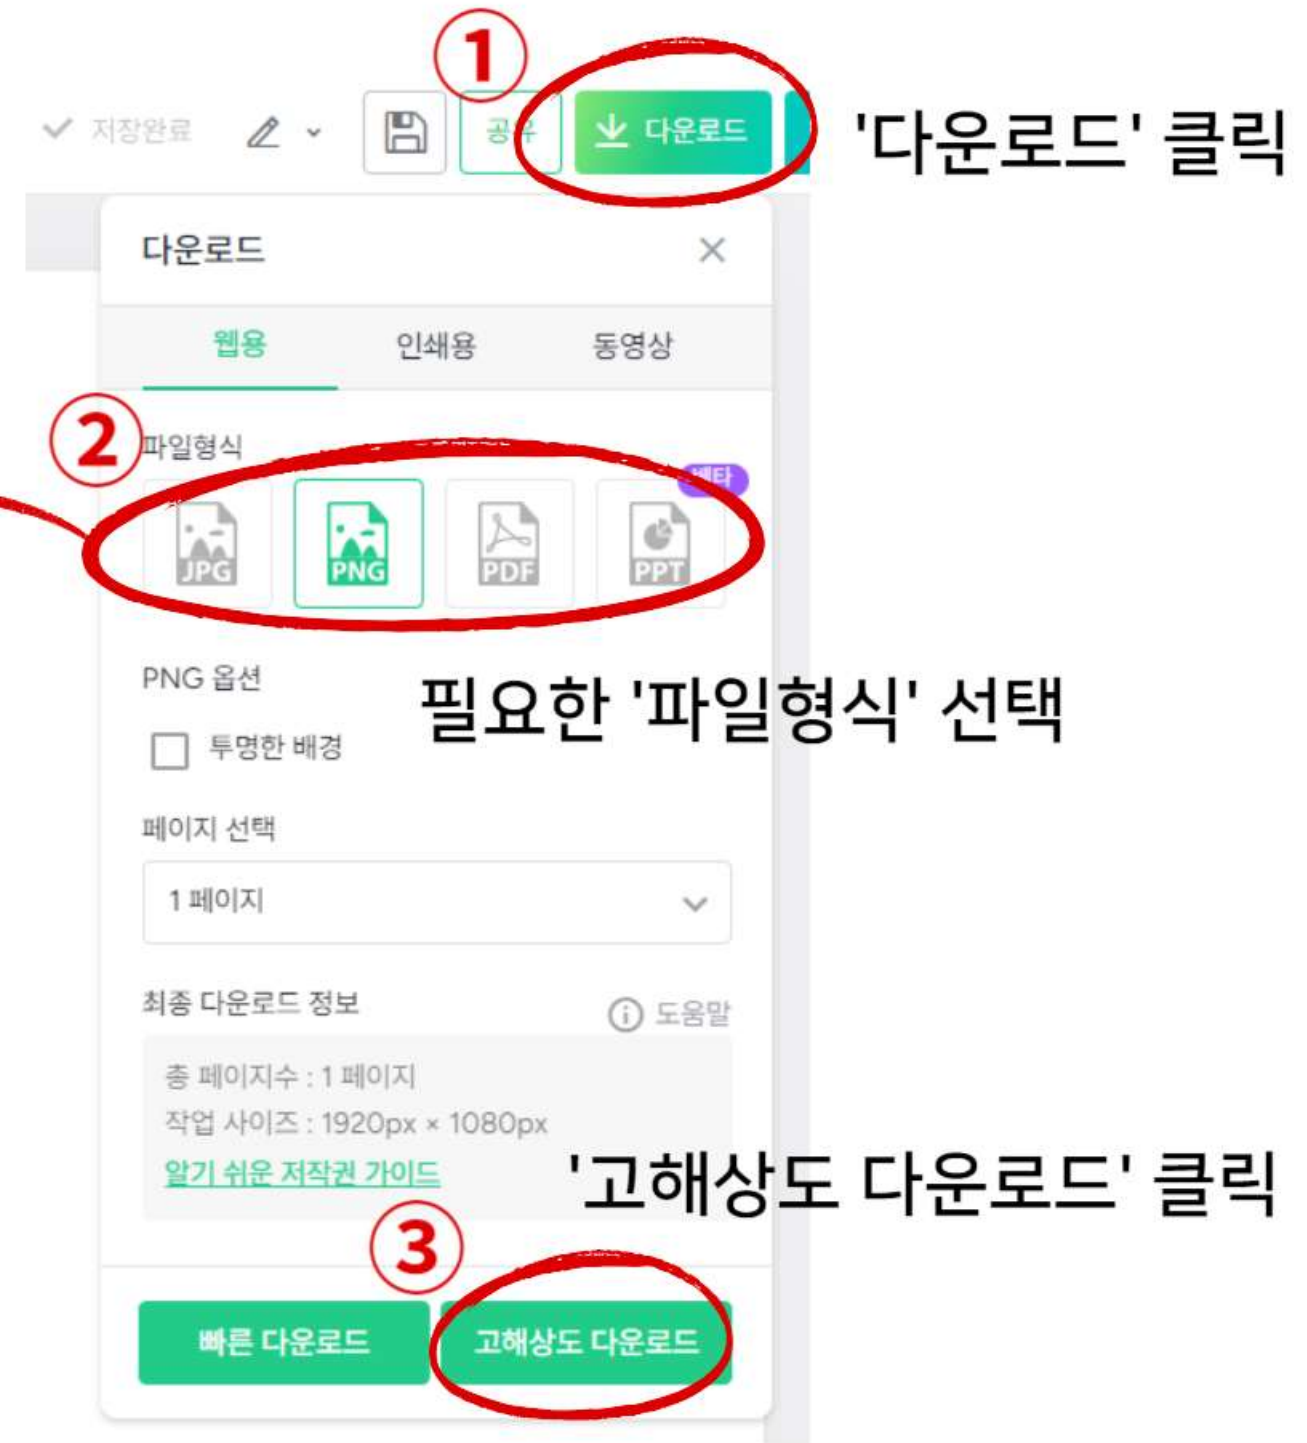 ①
저장완료
공유
다운로드
'다운로드' 클릭
다운로드
웹용 인쇄용 동영상
②
파일형식
베타
JPG PNG PDF PPT
PNG 옵션
필요한 '파일형식' 선택
투명한 배경
페이지 선택
1 페이지
최종 다운로드 정보
도움말
총 페이지수 : 1 페이지
작업 사이즈 : 1920px × 1080px
알기 쉬운 저작권 가이드
'고해상도 다운로드' 클릭
③
빠른 다운로드
고해상도 다운로드